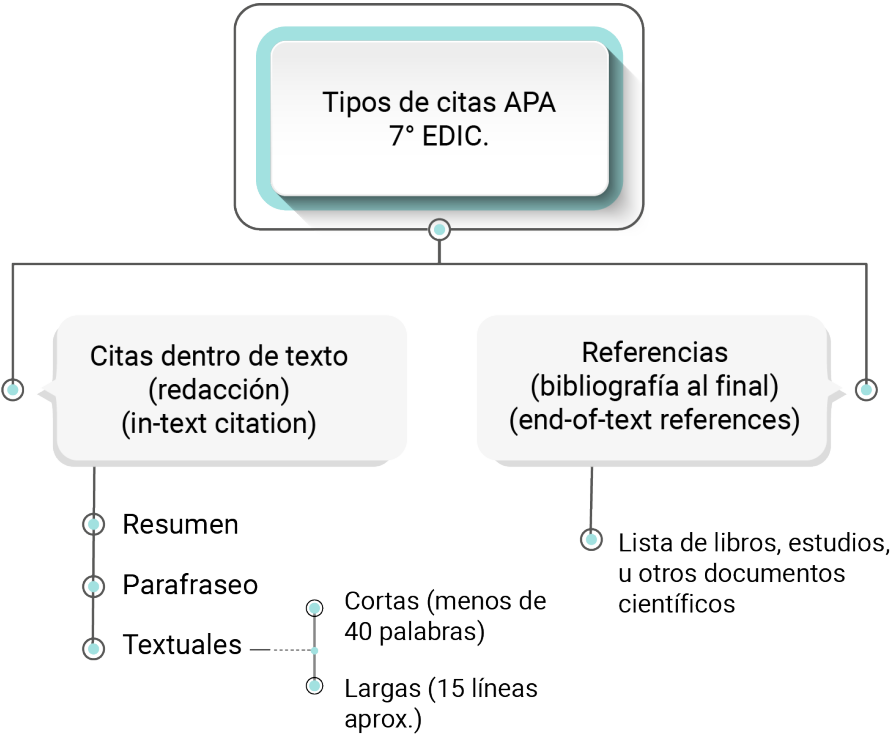 Tipos de citas APA
7° EDIC.
Citas dentro de texto
(redacción)
(in-text citation)
Referencias
(bibliografía al final)
(end-of-text references)
Resumen
Parafraseo
Textuales
Cortas (menos de
40 palabras)
Largas (15 líneas
aprox.)
Lista de libros, estudios,
u otros documentos
científicos